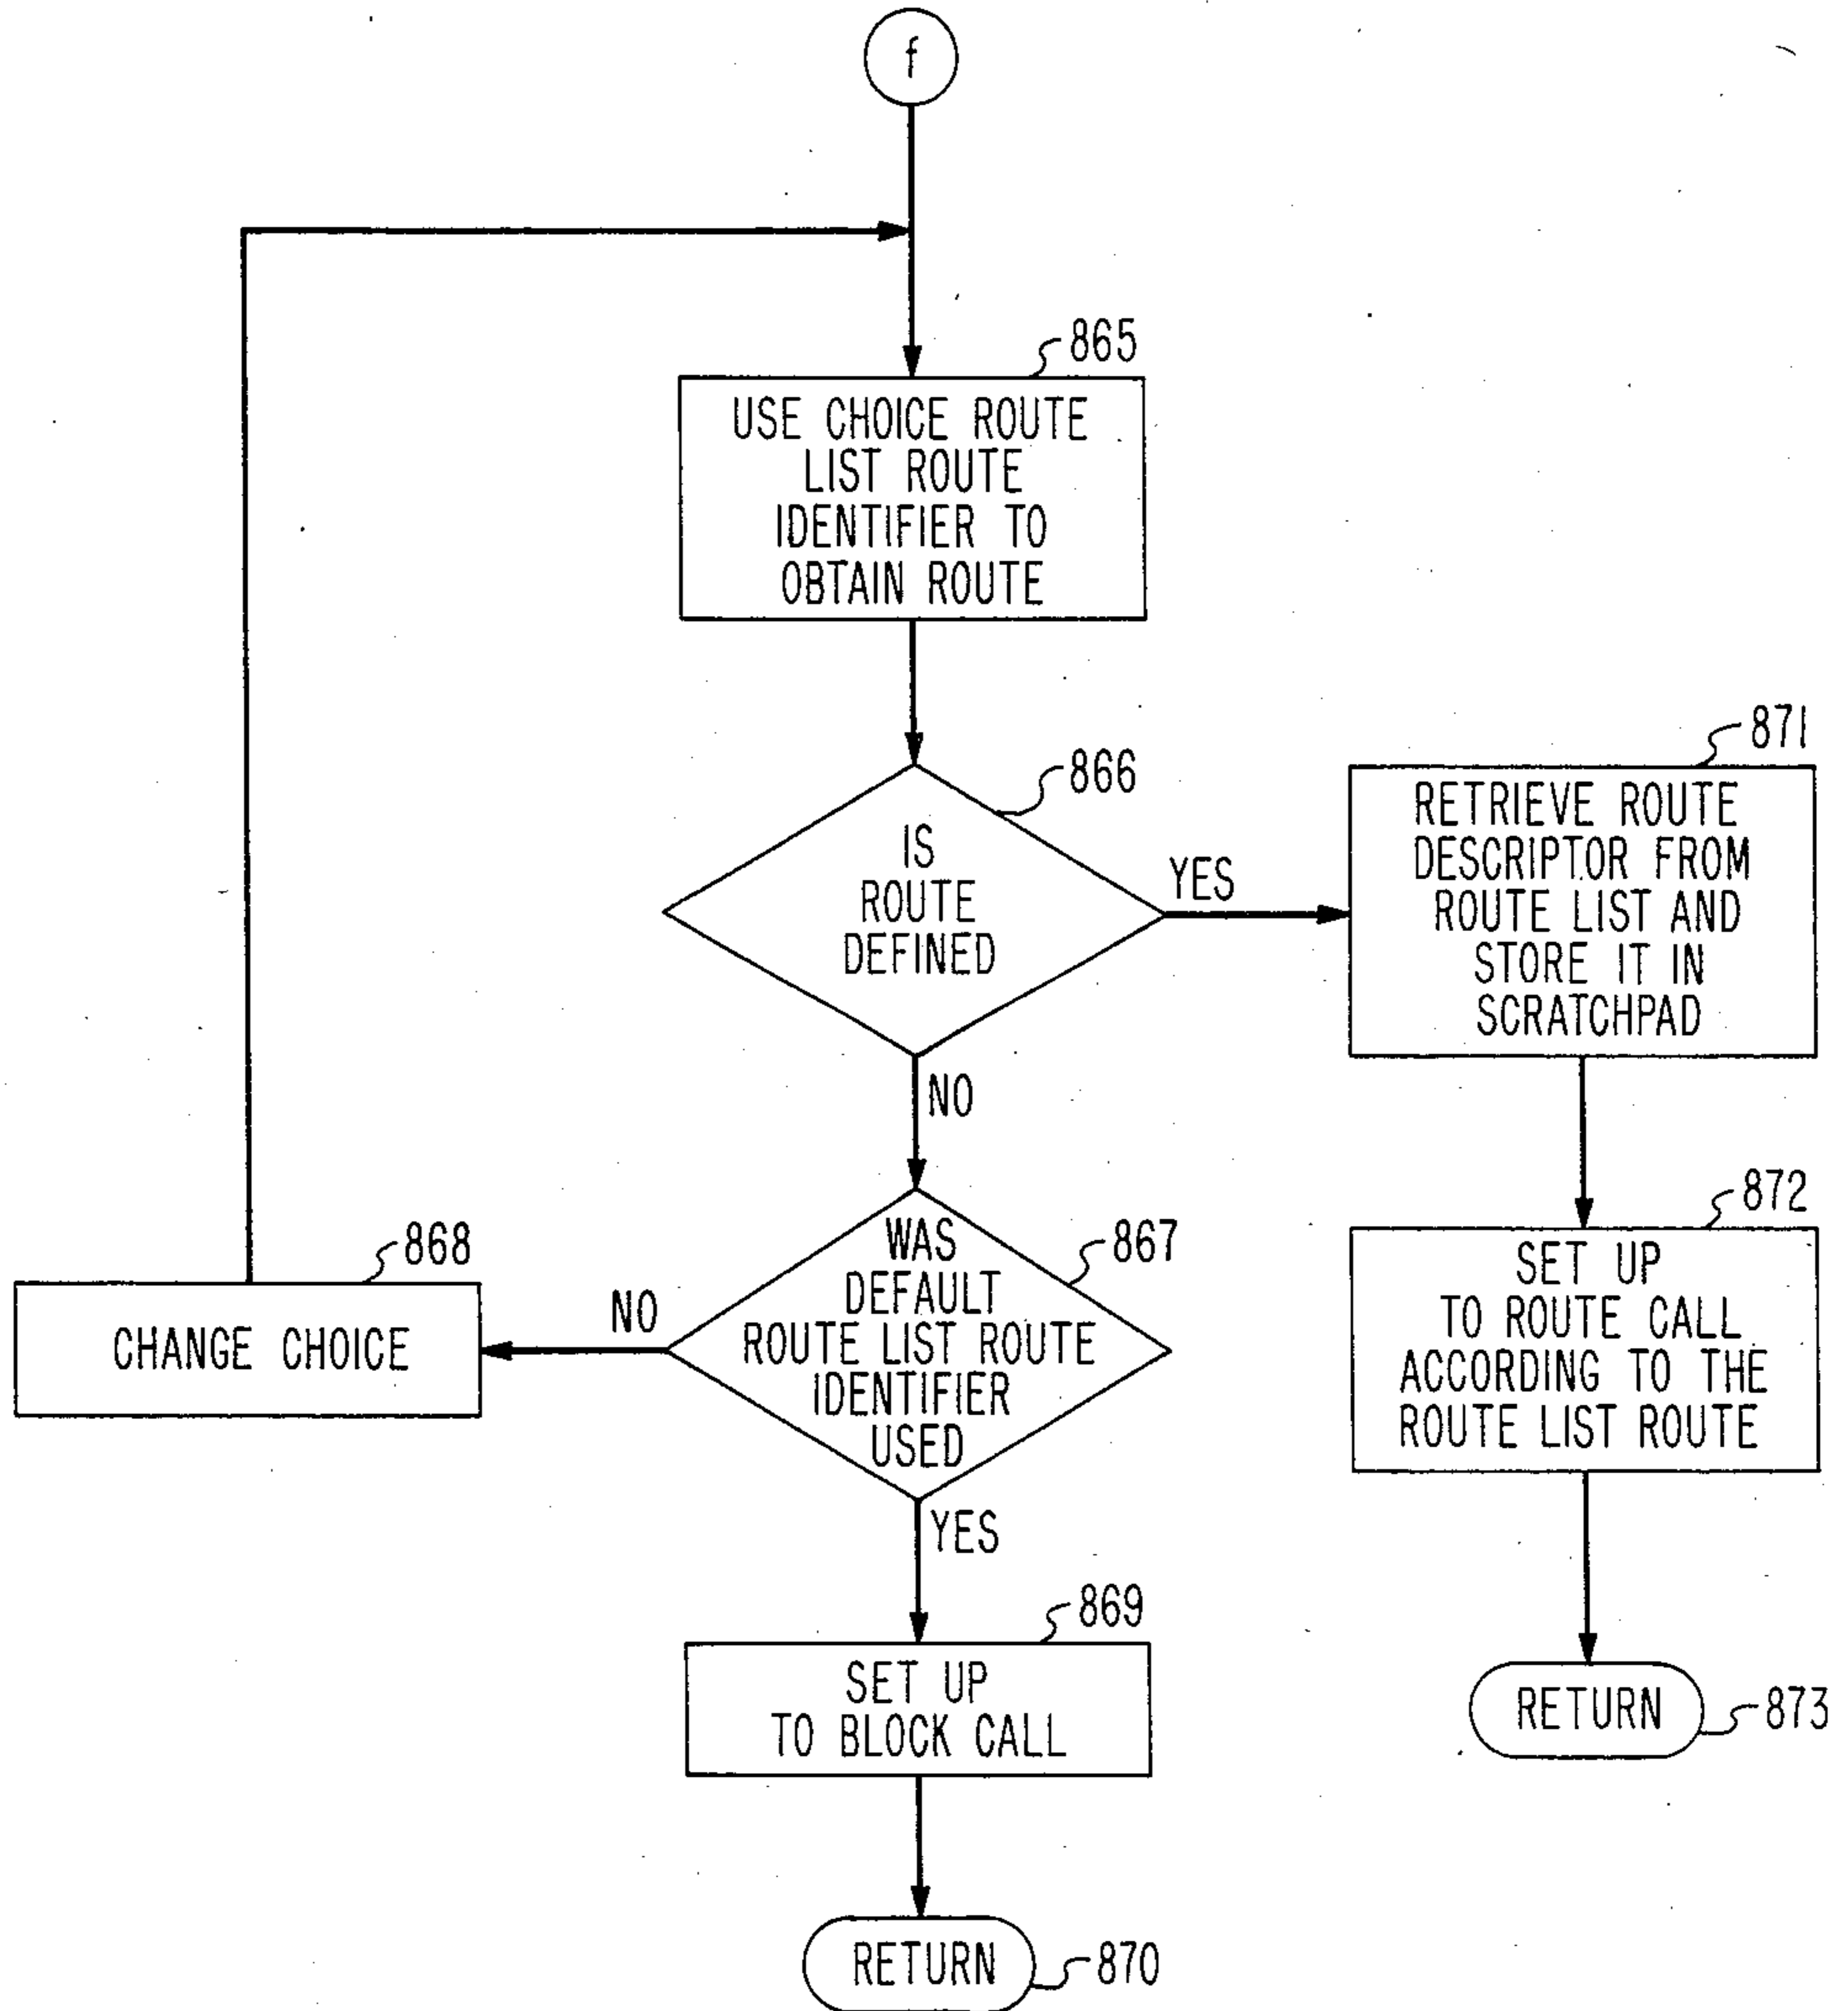 f
865
USE CHOICE ROUTE
LIST ROUTE
IDENTIFIER TO
OBTAIN ROUTE
866
IS
ROUTE
DEFINED
YES
NO
871
RETRIEVE ROUTE
DESCRIPTOR FROM
ROUTE LIST AND
STORE IT IN
SCRATCHPAD
867
WAS
DEFAULT
ROUTE LIST ROUTE
IDENTIFIER
USED
NO
YES
868
CHANGE CHOICE
872
SET UP
TO ROUTE CALL
ACCORDING TO THE
ROUTE LIST ROUTE
869
SET UP
TO BLOCK CALL
RETURN
873
RETURN
870